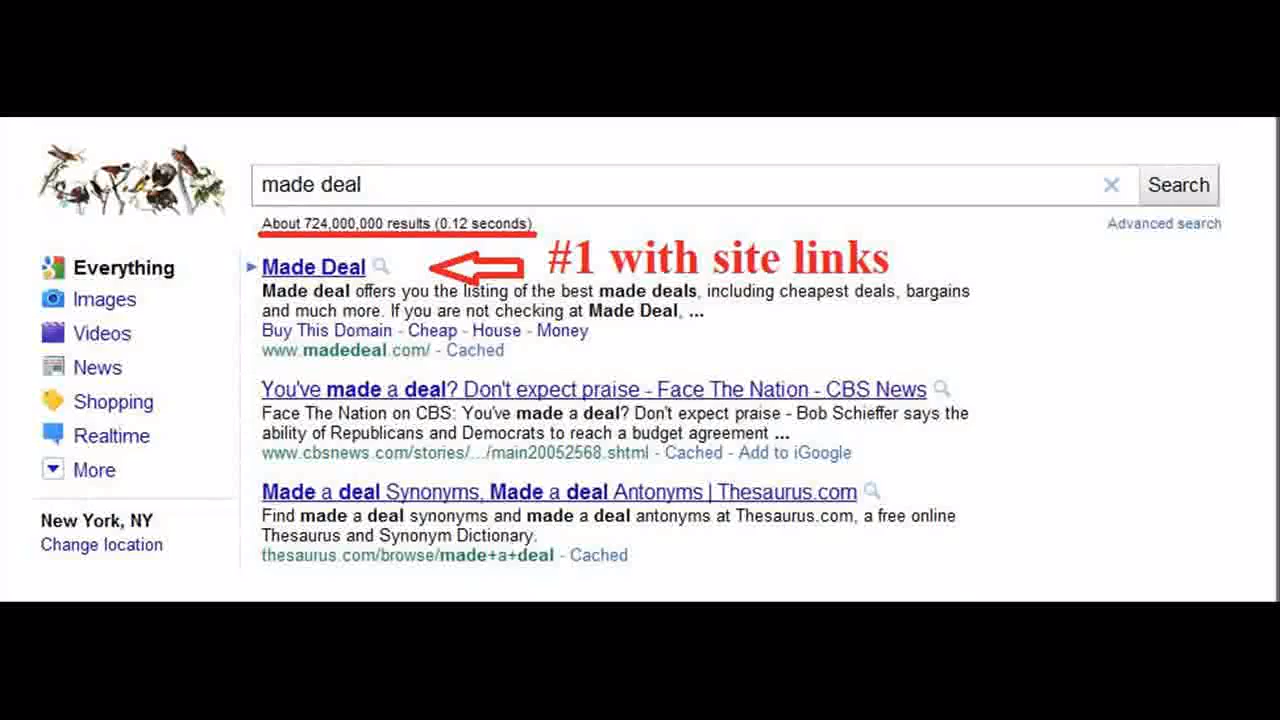 made deal
Search
About 724,000,000 results (0.12 seconds)
Advanced search
Everything
Images
Videos
News
Shopping
Realtime
More
New York, NY
Change location
Made Deal
#1 with site links
Made deal offers you the listing of the best made deals, including cheapest deals, bargains
and much more. If you are not checking at Made Deal, ...
Buy This Domain - Cheap - House - Money
www.madedeal.com/ - Cached
You've made a deal? Don't expect praise - Face The Nation - CBS News
Face The Nation on CBS: You've made a deal? Don't expect praise - Bob Schieffer says the
ability of Republicans and Democrats to reach a budget agreement ...
www.cbsnews.com/stories/.../main20052568.shtml - Cached - Add to iGoogle
Made a deal Synonyms, Made a deal Antonyms | Thesaurus.com
Find made a deal synonyms and made a deal antonyms at Thesaurus.com, a free online
Thesaurus and Synonym Dictionary.
thesaurus.com/browse/made+a+deal - Cached